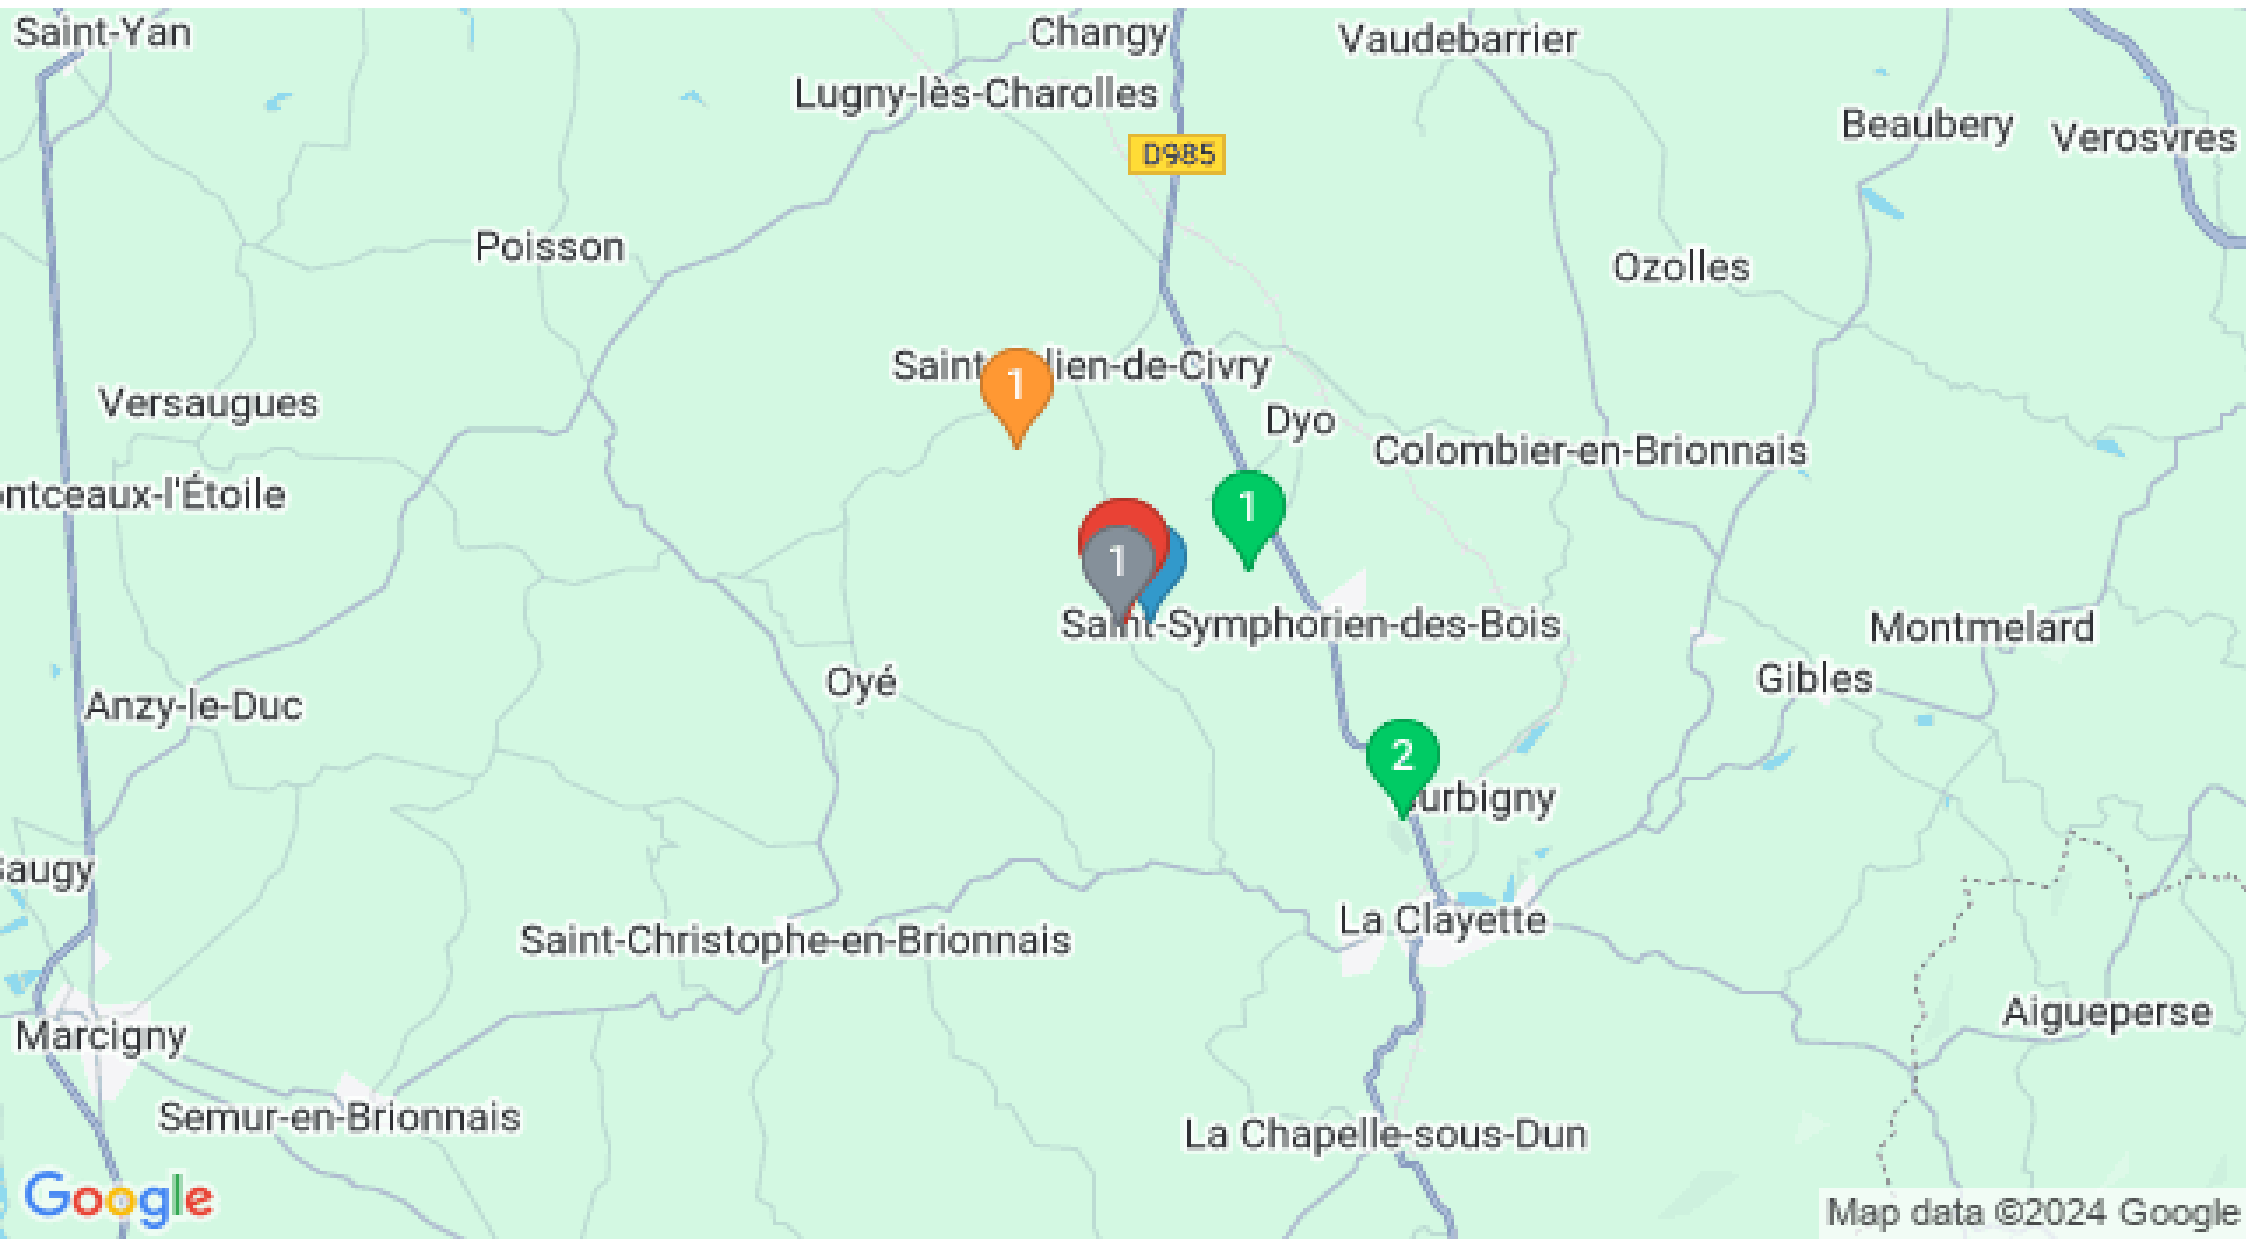 Saint-Yan
Changy
Vaudebarrier
Lugny-lès-Charolles
Beaubery
Verosvres
D985
Poisson
Ozolles
Saint lien-de-Civry
1
Versaugues
Dyo
Colombier-en-Brionnais
ntceaux-l'Étoile
1
1
Saint-Symphorien-des-Bois
Montmelard
Oyé
Gibles
Anzy-le-Duc
2
urbigny
augy
La Clayette
Saint-Christophe-en-Brionnais
Aigueperse
Marcigny
Semur-en-Brionnais
La Chapelle-sous-Dun
Google
Map data ©2024 Google